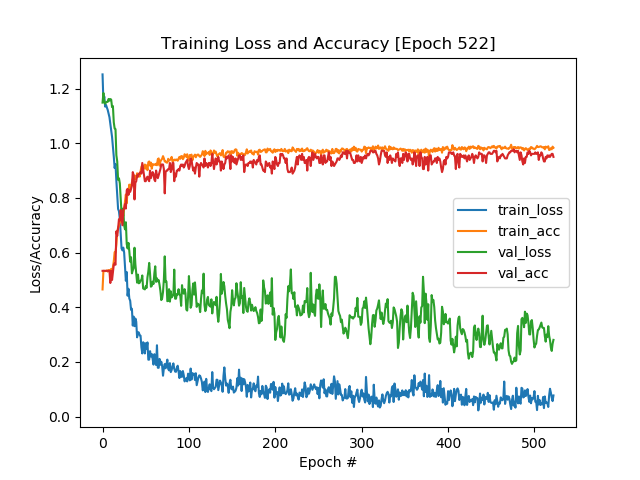 Training Loss and Accuracy [Epoch 522]
Loss/Accuracy
1.2
1.0
0.8
0.6
0.4
0.2
0.0
train_loss
train_acc
val_loss
val_acc
0 100 200 300 400 500
Epoch #